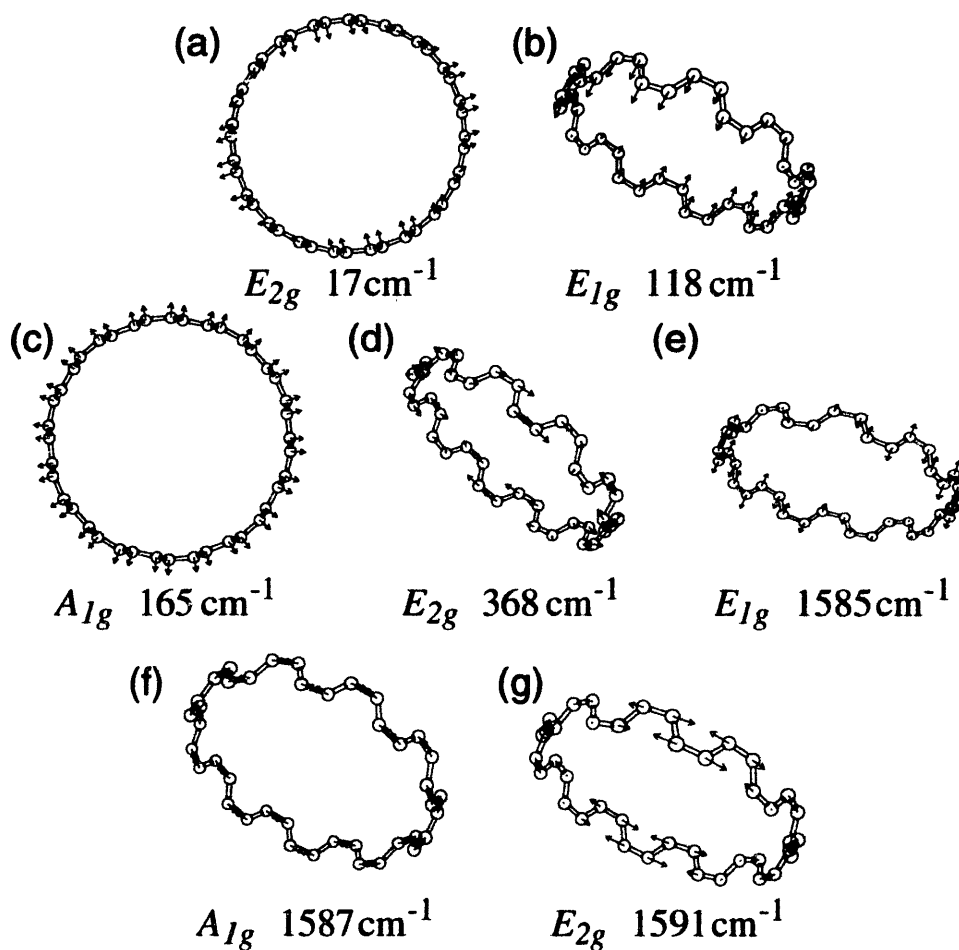 (a)
(b)
E2g 17cm-1
E1g 118 cm-1
(c)
(d)
(e)
A1g 165 cm-1
E2g 368 cm-1
E1g 1585cm-1
(f)
(g)
A1g 1587cm-1
E2g 1591cm-1